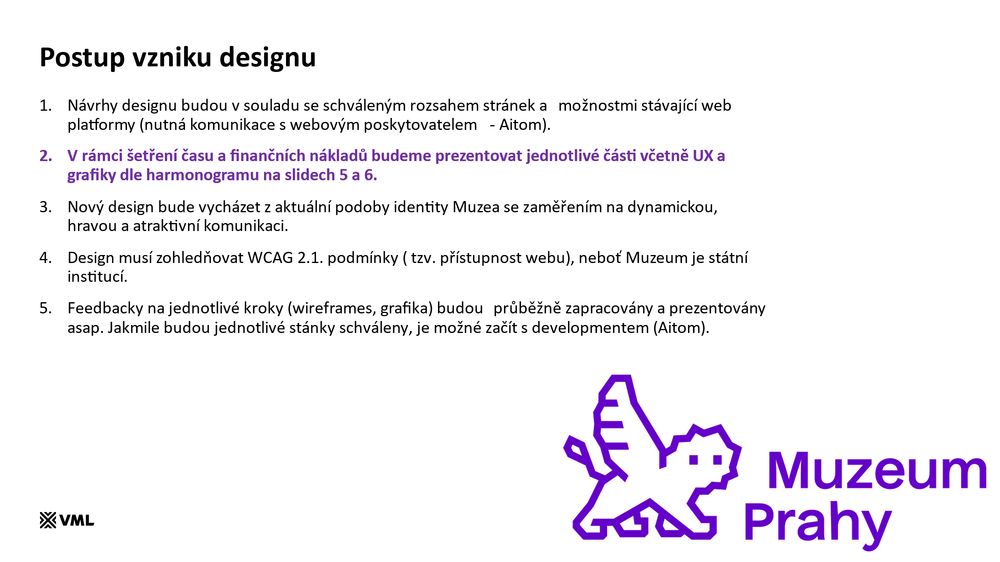 Postup vzniku designu
1. Návrhy designu budou v souladu se schváleným rozsahem stránek a možnostmi stávající web
platformy (nutná komunikace s webovým poskytovatelem - Aitom).
2. V rámci šetření času a finančních nákladů budeme prezentovat jednotlivé části včetně UX a
grafiky dle harmonogramu na slidech 5 a 6.
3. Nový design bude vycházet z aktuální podoby identity Muzea se zaměřením na dynamickou,
hravou a atraktivní komunikaci.
4. Design musí zohledňovat WCAG 2.1. podmínky ( tzv. přístupnost webu), neboť Muzeum je státní
institucí.
5. Feedbacky na jednotlivé kroky (wireframes, grafika) budou průběžně zapracovány a prezentovány
asap. Jakmile budou jednotlivé stánky schváleny, je možné začít s developmentem (Aitom).
Muzeum
Prahy
VML